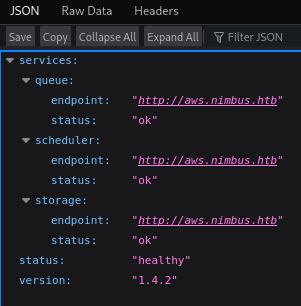 JSON Raw Data Headers
Save Copy Collapse All Expand All Filter JSON
services:
queue:
endpoint: "http://aws.nimbus.htb"
status: "ok"
scheduler:
endpoint: "http://aws.nimbus.htb"
status: "ok"
storage:
endpoint: "http://aws.nimbus.htb"
status: "ok"
status: "healthy"
version: "1.4.2"